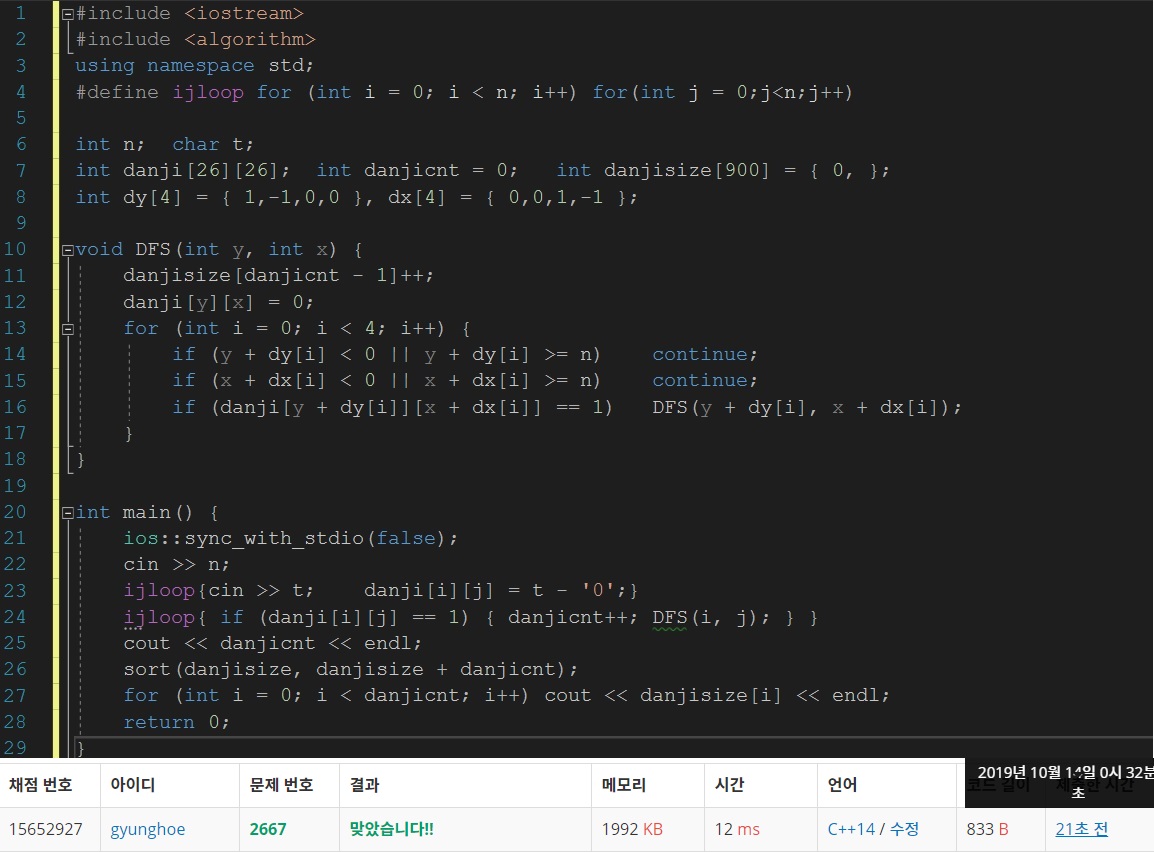 1 #include <iostream>
2 #include <algorithm>
3 using namespace std;
4 #define ijloop for (int i = 0; i < n; i++) for(int j = 0;j<n;j++)
5
6 int n;  char t;
7 int danji[26][26];  int danjicnt = 0;   int danjisize[900] = { 0, };
8 int dy[4] = { 1,-1,0,0 }, dx[4] = { 0,0,1,-1 };
9
10 void DFS(int y, int x) {
11     danjisize[danjicnt - 1]++;
12     danji[y][x] = 0;
13     for (int i = 0; i < 4; i++) {
14         if (y + dy[i] < 0 || y + dy[i] >= n)    continue;
15         if (x + dx[i] < 0 || x + dx[i] >= n)    continue;
16         if (danji[y + dy[i]][x + dx[i]] == 1)   DFS(y + dy[i], x + dx[i]);
17     }
18 }
19
20 int main() {
21     ios::sync_with_stdio(false);
22     cin >> n;
23     ijloop{cin >> t;    danji[i][j] = t - '0';}
24     ijloop{ if (danji[i][j] == 1) { danjicnt++; DFS(i, j); } }
25     cout << danjicnt << endl;
26     sort(danjisize, danjisize + danjicnt);
27     for (int i = 0; i < danjicnt; i++) cout << danjisize[i] << endl;
28     return 0;
29 }
2019년 10월 14일 0시 32분
초
채점 번호 아이디 문제 번호 결과 메모리 시간 언어 코드 길이
15652927 gyunghoe 2667 맞았습니다!! 1992 KB 12 ms C++14 / 수정 833 B 21초 전